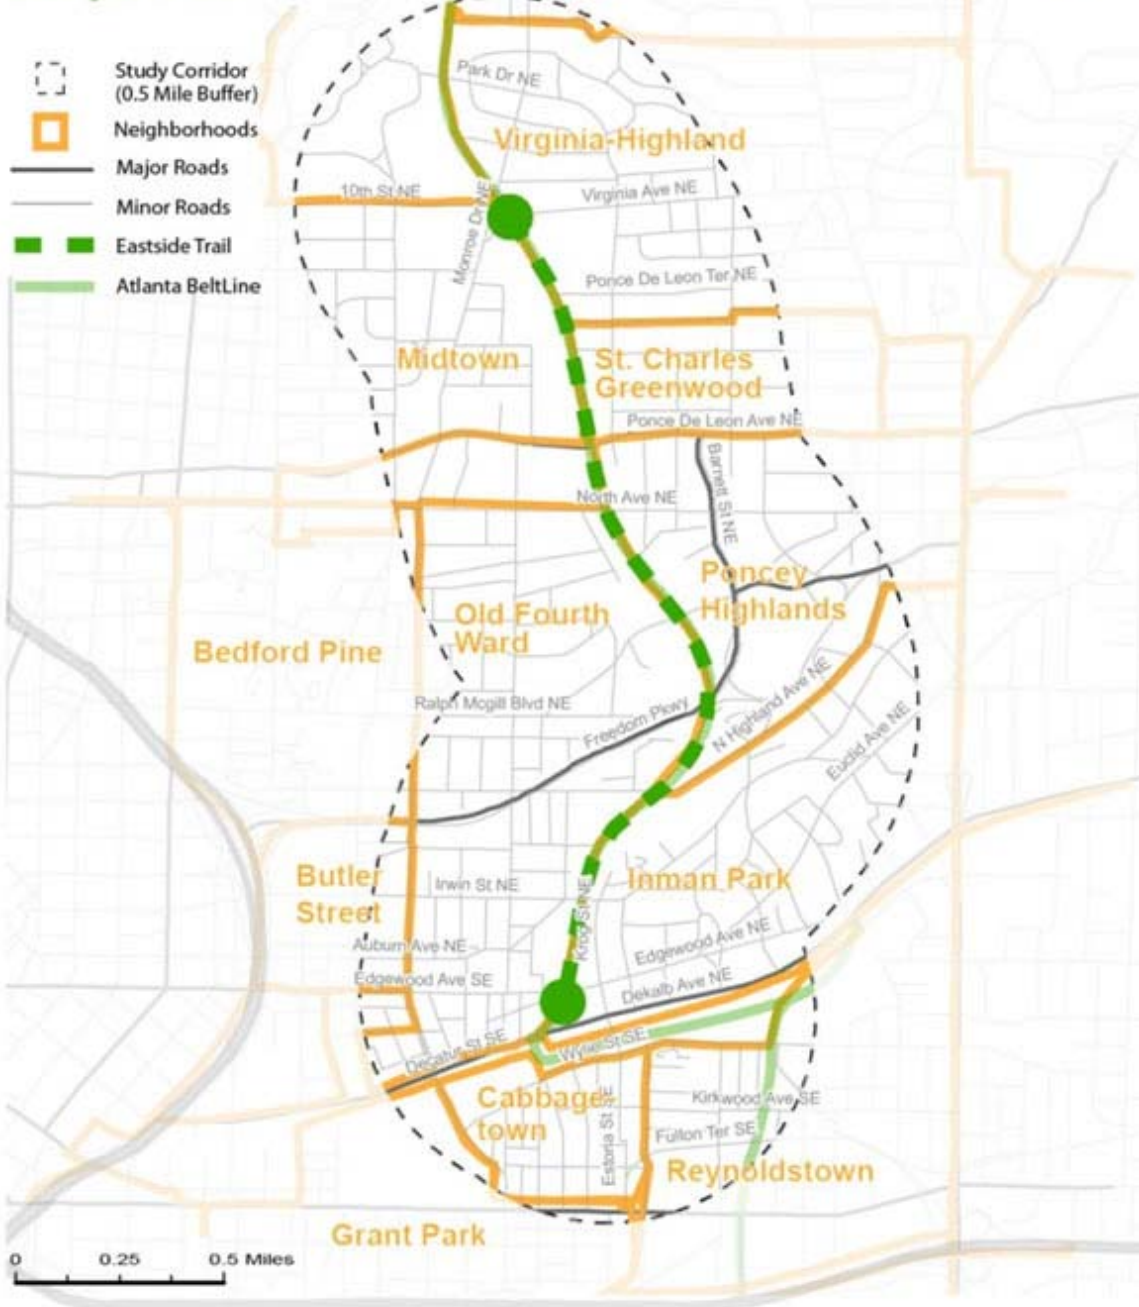 Study Corridor
(0.5 Mile Buffer)
Neighborhoods
Major Roads
Minor Roads
Eastside Trail
Atlanta BeltLine
Park Dr NE
Virginia-Highland
10th St NE
Monroe Dr NE
Virginia Ave NE
Ponce De Leon Ter NE
Midtown
St. Charles
Greenwood
Ponce De Leon Ave NE
Barnett St NE
North Ave NE
Poncey
Highlands
Old Fourth
Ward
Bedford Pine
Ralph Mcgill Blvd NE
Freedom Pkwy
N Highland Ave NE
Euclid Ave NE
Butler
Street
Irwin St NE
Inman Park
Krog St NE
Auburn Ave NE
Edgewood Ave NE
Edgewood Ave SE
Dekalb Ave NE
Decatur St SE
Wylie St SE
Cabbage-
town
Estoria St SE
Kirkwood Ave SE
Fulton Ter SE
Reynoldstown
Grant Park
0 0.25 0.5 Miles